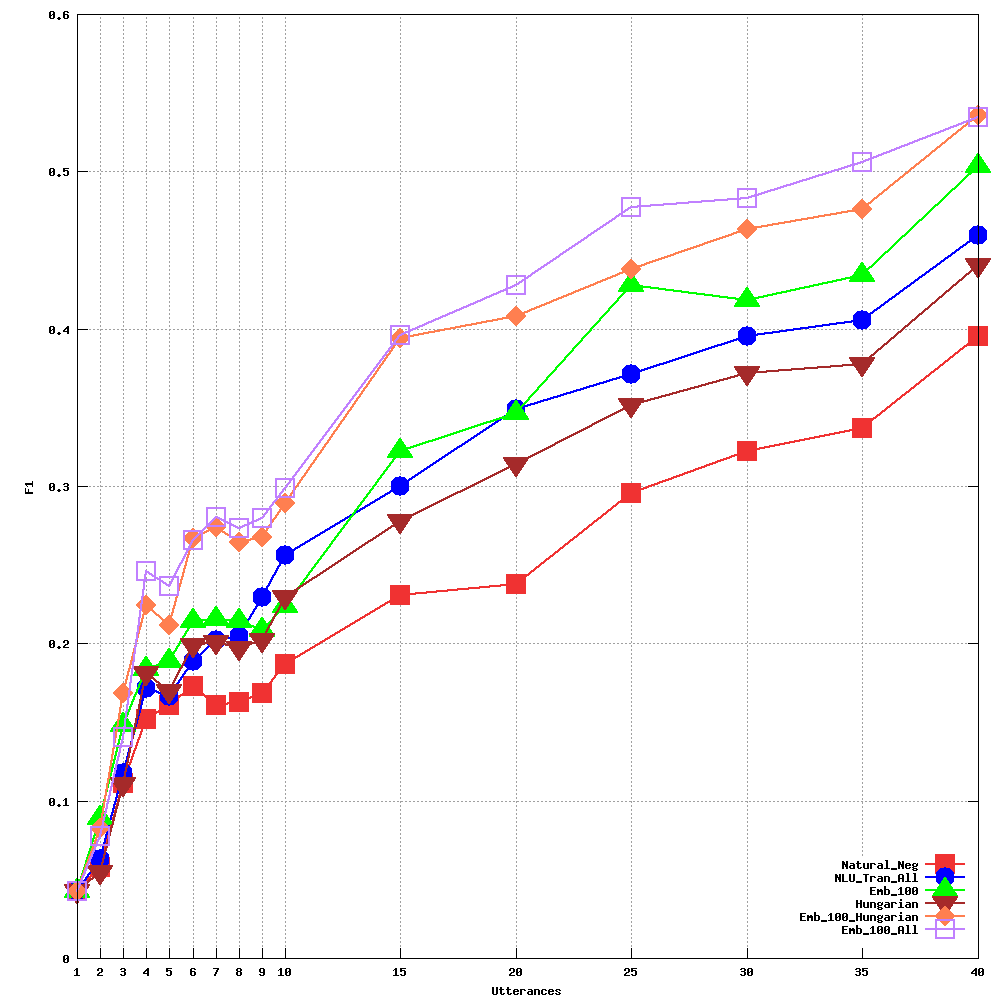 0.6
0.5
0.4
0.3
0.2
0.1
0
F1
1 2 3 4 5 6 7 8 9 10 15 20 25 30 35 40
Utterances
Natural_Neg
NLU_Tran_All
Emb_100
Hungarian
Emb_100_Hungarian
Emb_100_All